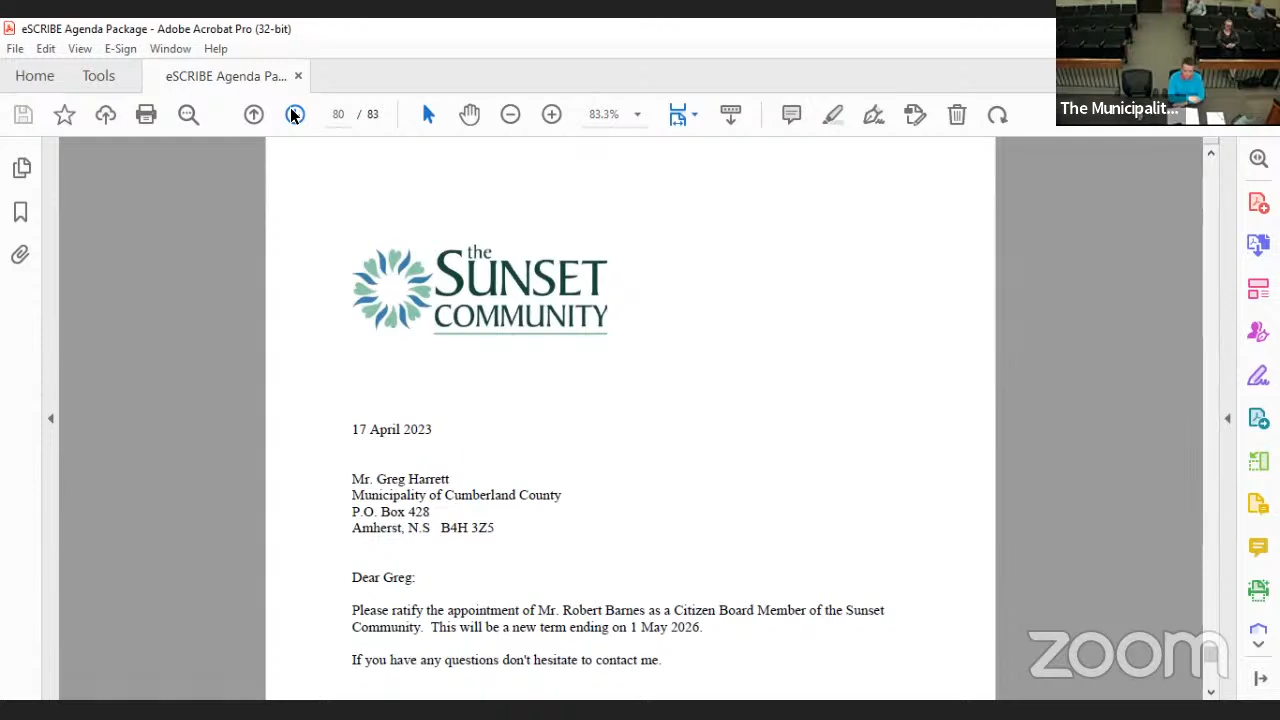 eSCRIBE Agenda Package - Adobe Acrobat Pro (32-bit)
File Edit View E-Sign Window Help
Home Tools eSCRIBE Agenda Pa... ×
80 / 83 83.3%
The Municipalit...
the
SUNSET
COMMUNITY
17 April 2023
Mr. Greg Harrett
Municipality of Cumberland County
P.O. Box 428
Amherst, N.S B4H 3Z5
Dear Greg:
Please ratify the appointment of Mr. Robert Barnes as a Citizen Board Member of the Sunset
Community. This will be a new term ending on 1 May 2026.
If you have any questions don't hesitate to contact me.
zoom